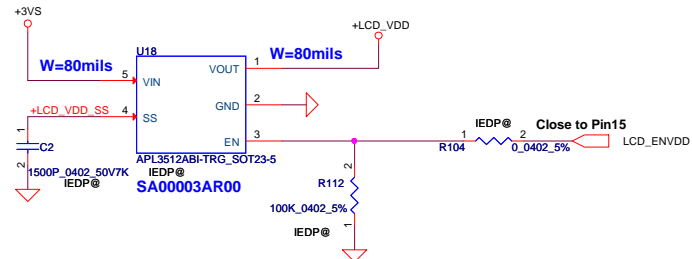 +3VS
+LCD_VDD
U18
W=80mils
W=80mils
5
VIN
VOUT
1
+LCD_VDD_SS
4
SS
GND
2
1
C2
2
EN
3
1
IEDP@
2
Close to Pin15
LCD_ENVDD
R104
0_0402_5%
1500P_0402_50V7K
IEDP@
APL3512ABI-TRG_SOT23-5
IEDP@
SA00003AR00
2
R112
100K_0402_5%
1
IEDP@